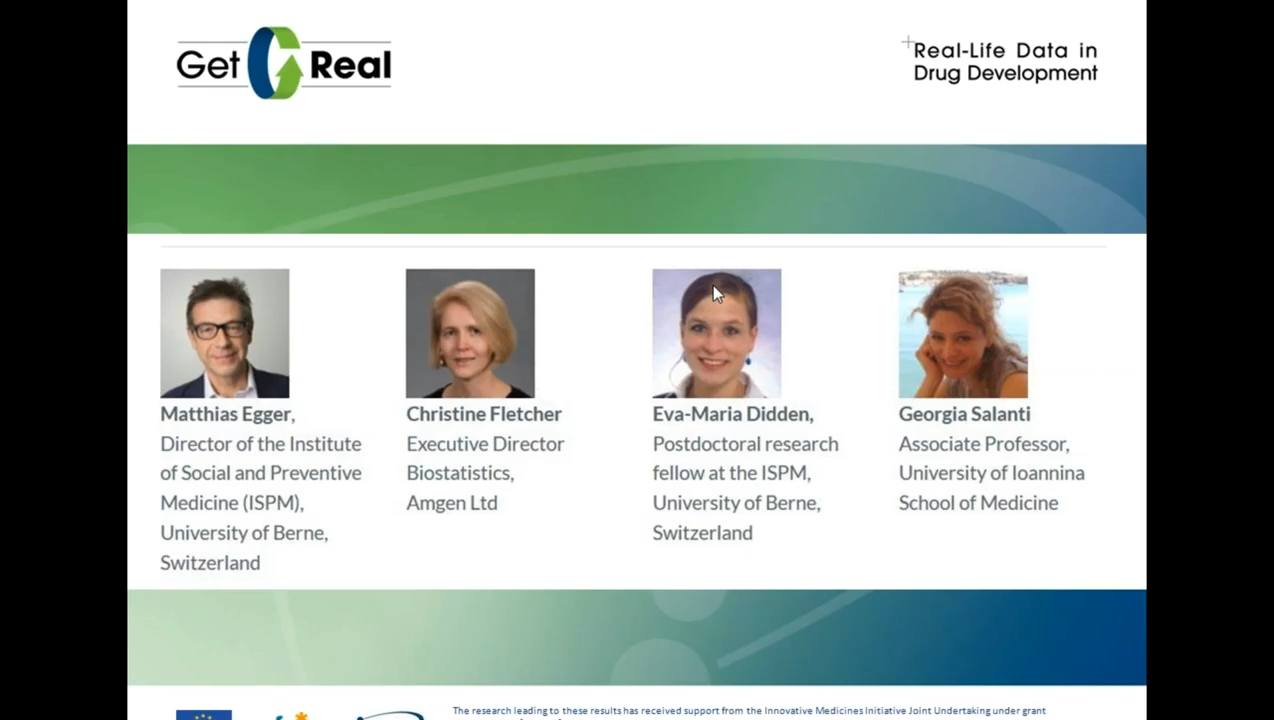 Get Real
Real-Life Data in
Drug Development
Matthias Egger,
Director of the Institute
of Social and Preventive
Medicine (ISPM),
University of Berne,
Switzerland
Christine Fletcher
Executive Director
Biostatistics,
Amgen Ltd
Eva-Maria Didden,
Postdoctoral research
fellow at the ISPM,
University of Berne,
Switzerland
Georgia Salanti
Associate Professor,
University of Ioannina
School of Medicine
The research leading to these results has received support from the Innovative Medicines Initiative Joint Undertaking under grant